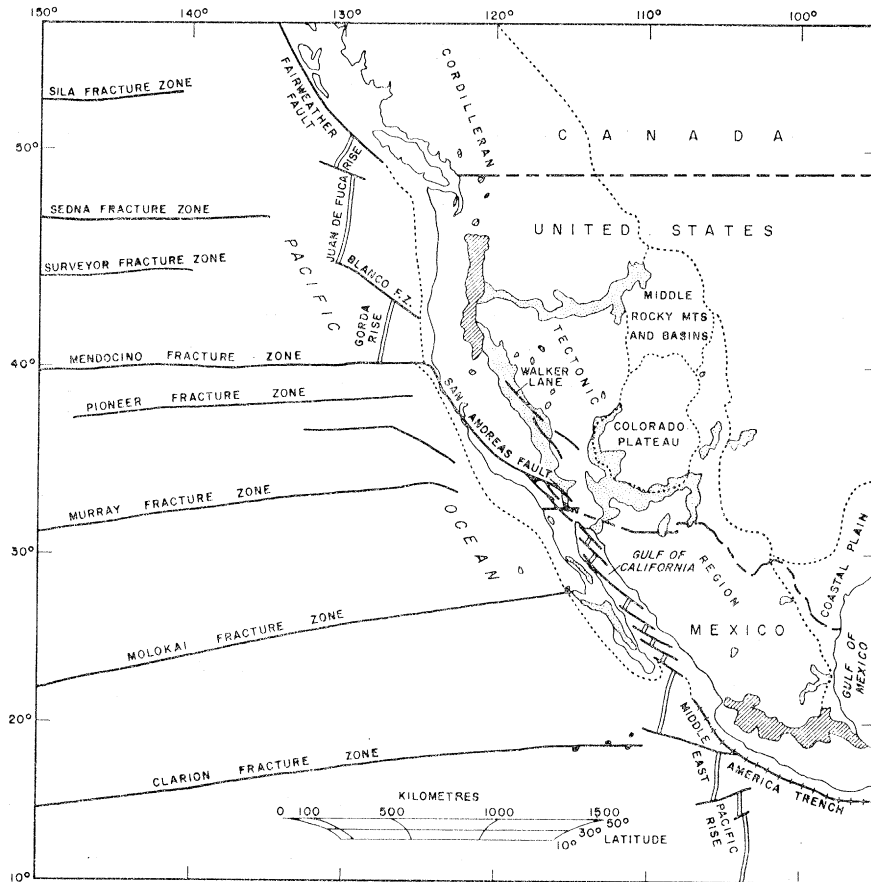 150°
130°
120°
110°
100°
SILA FRACTURE ZONE
FAIRWEATHER
FAULT
CORDILLERAN
CANADA
50°
JUAN DE FUCA RISE
SEDNA FRACTURE ZONE
UNITED STATES
SURVEYOR FRACTURE ZONE
PACIFIC
BLANCO F.Z.
GORDA
RISE
MIDDLE
ROCKY MTS
AND BASINS
TECTONIC
40°
MENDOCINO FRACTURE ZONE
WALKER
LANE
PIONEER FRACTURE ZONE
SAN ANDREAS FAULT
COLORADO
PLATEAU
MURRAY FRACTURE ZONE
OCEAN
30°
GULF OF
CALIFORNIA
REGION
COASTAL PLAIN
MOLOKAI FRACTURE ZONE
MEXICO
GULF OF
MEXICO
20°
MIDDLE
AMERICA TRENCH
CLARION FRACTURE ZONE
EAST
PACIFIC
RISE
KILOMETRES
0 100 500 1000 1500
50°
30° LATITUDE
10°
10°